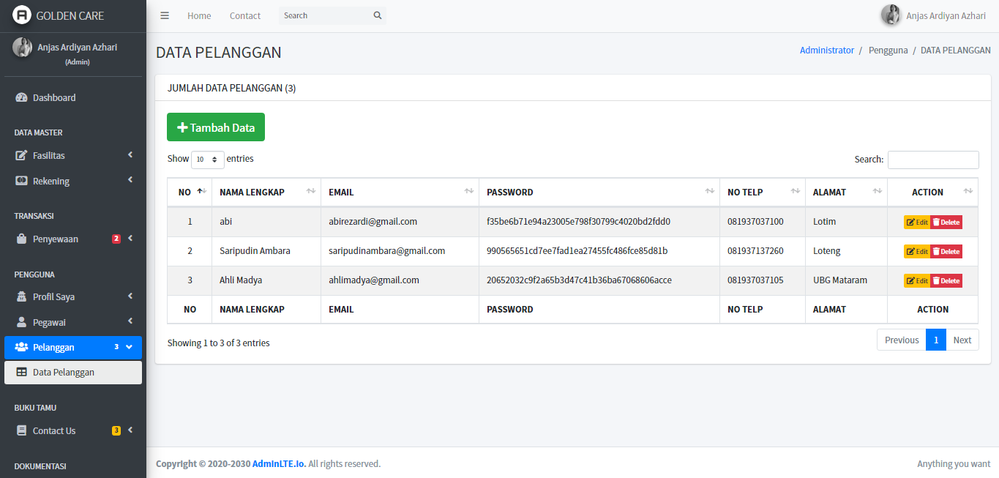 GOLDEN CARE
Home
Contact
Search
Anjas Ardiyan Azhari
Anjas Ardiyan Azhari
(Admin)
Dashboard
DATA MASTER
Fasilitas
Rekening
TRANSAKSI
Penyewaan 2
PENGGUNA
Profil Saya
Pegawai
Pelanggan 3
Data Pelanggan
BUKU TAMU
Contact Us 3
DOKUMENTASI
DATA PELANGGAN
Administrator / Pengguna / DATA PELANGGAN
JUMLAH DATA PELANGGAN (3)
Tambah Data
Show 10 entries
Search:
NO NAMA LENGKAP EMAIL PASSWORD NO TELP ALAMAT ACTION
1 abi abirezardi@gmail.com f35be6b71e94a23005e798f30799c4020bd2fdd0 081937037100 Lotim Edit Delete
2 Saripudin Ambara saripudinambara@gmail.com 990565651cd7ee7fad1ea27455fc486fce85d81b 081937137260 Loteng Edit Delete
3 Ahli Madya ahlimadya@gmail.com 20652032c9f2a65b3d47c41b36ba67068606acce 081937037105 UBG Mataram Edit Delete
NO NAMA LENGKAP EMAIL PASSWORD NO TELP ALAMAT ACTION
Showing 1 to 3 of 3 entries
Previous 1 Next
Copyright © 2020-2030 AdminLTE.io. All rights reserved.
Anything you want